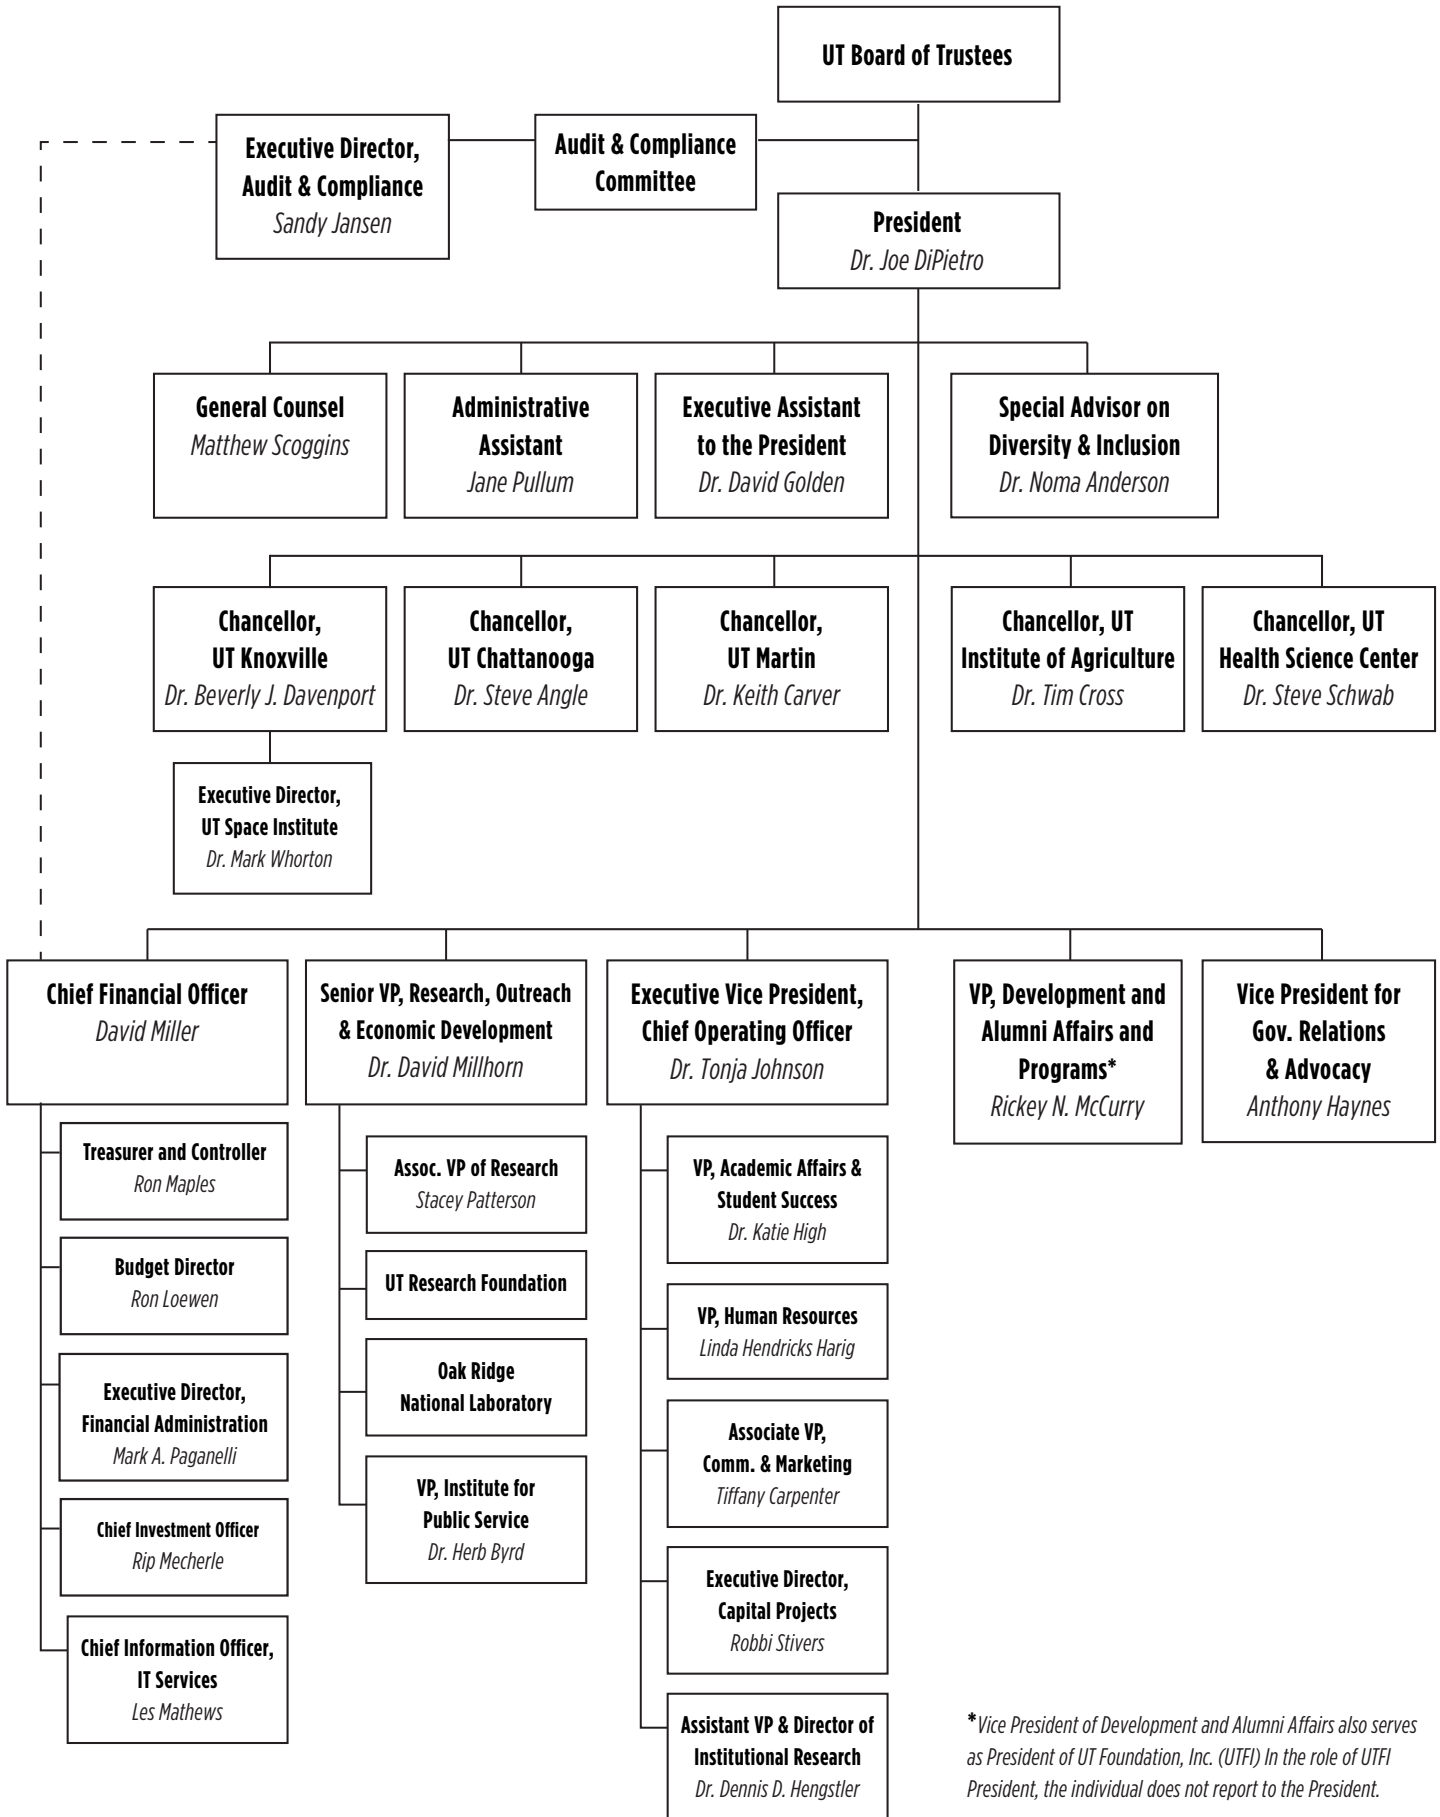 UT Board of Trustees
Executive Director,
Audit & Compliance
Sandy Jansen
Audit & Compliance
Committee
President
Dr. Joe DiPietro
General Counsel
Matthew Scoggins
Administrative
Assistant
Jane Pullum
Executive Assistant
to the President
Dr. David Golden
Special Advisor on
Diversity & Inclusion
Dr. Noma Anderson
Chancellor,
UT Knoxville
Dr. Beverly J. Davenport
Chancellor,
UT Chattanooga
Dr. Steve Angle
Chancellor,
UT Martin
Dr. Keith Carver
Chancellor, UT
Institute of Agriculture
Dr. Tim Cross
Chancellor, UT
Health Science Center
Dr. Steve Schwab
Executive Director,
UT Space Institute
Dr. Mark Whorton
Chief Financial Officer
David Miller
Treasurer and Controller
Ron Maples
Budget Director
Ron Loewen
Executive Director,
Financial Administration
Mark A. Paganelli
Chief Investment Officer
Rip Mecherle
Chief Information Officer,
IT Services
Les Mathews
Senior VP, Research, Outreach
& Economic Development
Dr. David Millhorn
Assoc. VP of Research
Stacey Patterson
UT Research Foundation
Oak Ridge
National Laboratory
VP, Institute for
Public Service
Dr. Herb Byrd
Executive Vice President,
Chief Operating Officer
Dr. Tonja Johnson
VP, Academic Affairs &
Student Success
Dr. Katie High
VP, Human Resources
Linda Hendricks Harig
Associate VP,
Comm. & Marketing
Tiffany Carpenter
Executive Director,
Capital Projects
Robbi Stivers
Assistant VP & Director of
Institutional Research
Dr. Dennis D. Hengstler
VP, Development and
Alumni Affairs and
Programs*
Rickey N. McCurry
Vice President for
Gov. Relations
& Advocacy
Anthony Haynes
*Vice President of Development and Alumni Affairs also serves
as President of UT Foundation, Inc. (UTFI) In the role of UTFI
President, the individual does not report to the President.